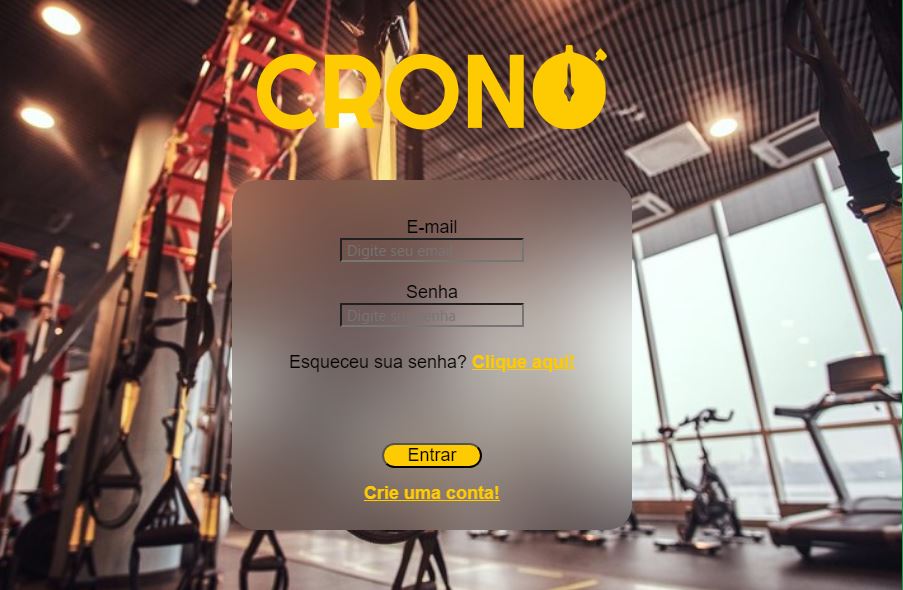 CRONO
E-mail
Digite seu email
Senha
Digite sua senha
Esqueceu sua senha? Clique aqui!
Entrar
Crie uma conta!